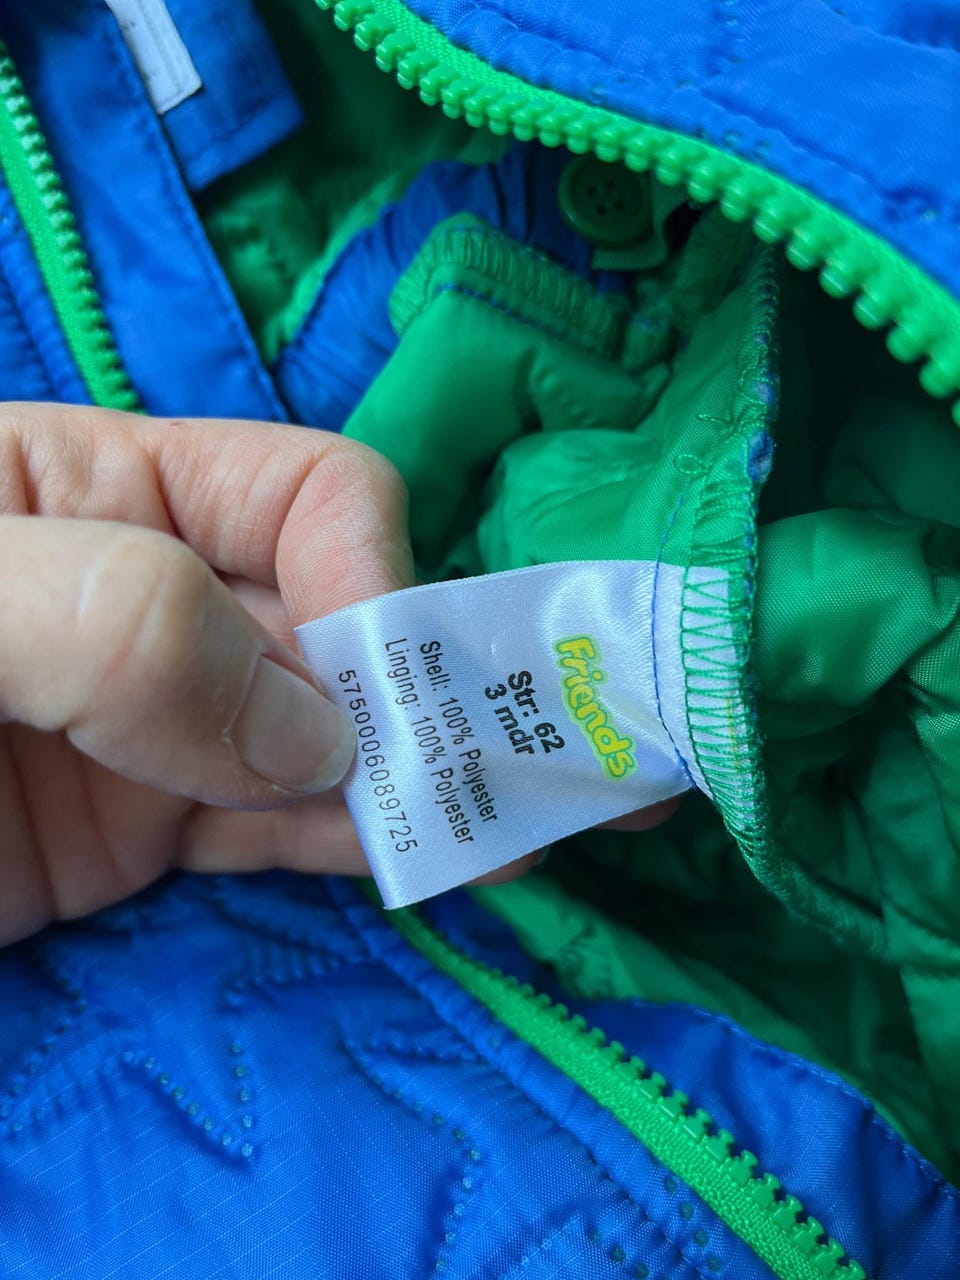 Friends
Str: 62
3 mdr
Shell: 100% Polyester
Linging: 100% Polyester
5750006089725